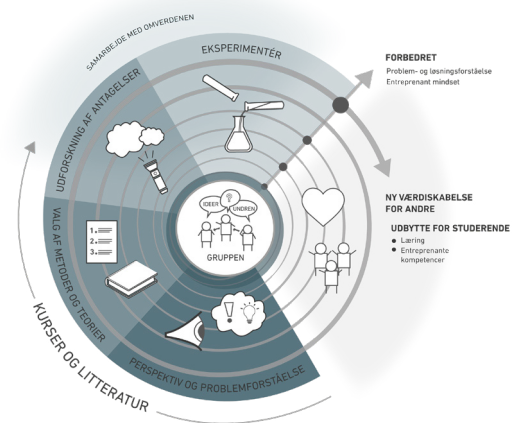 SAMARBEJDE MED OMVERDENEN
EKSPERIMENTÉR
UDFORSKNING AF ANTAGELSER
VALG AF METODER OG TEORIER
PERSPEKTIV OG PROBLEMFORSTÅELSE
KURSER OG LITTERATUR
IDEER
?
UNDREN
GRUPPEN
1.
2.
3.
!
FORBEDRET
Problem- og løsningsforståelse
Entreprenant mindset
NY VÆRDISKABELSE
FOR ANDRE
UDBYTTE FOR STUDERENDE
● Læring
● Entreprenante
kompetencer